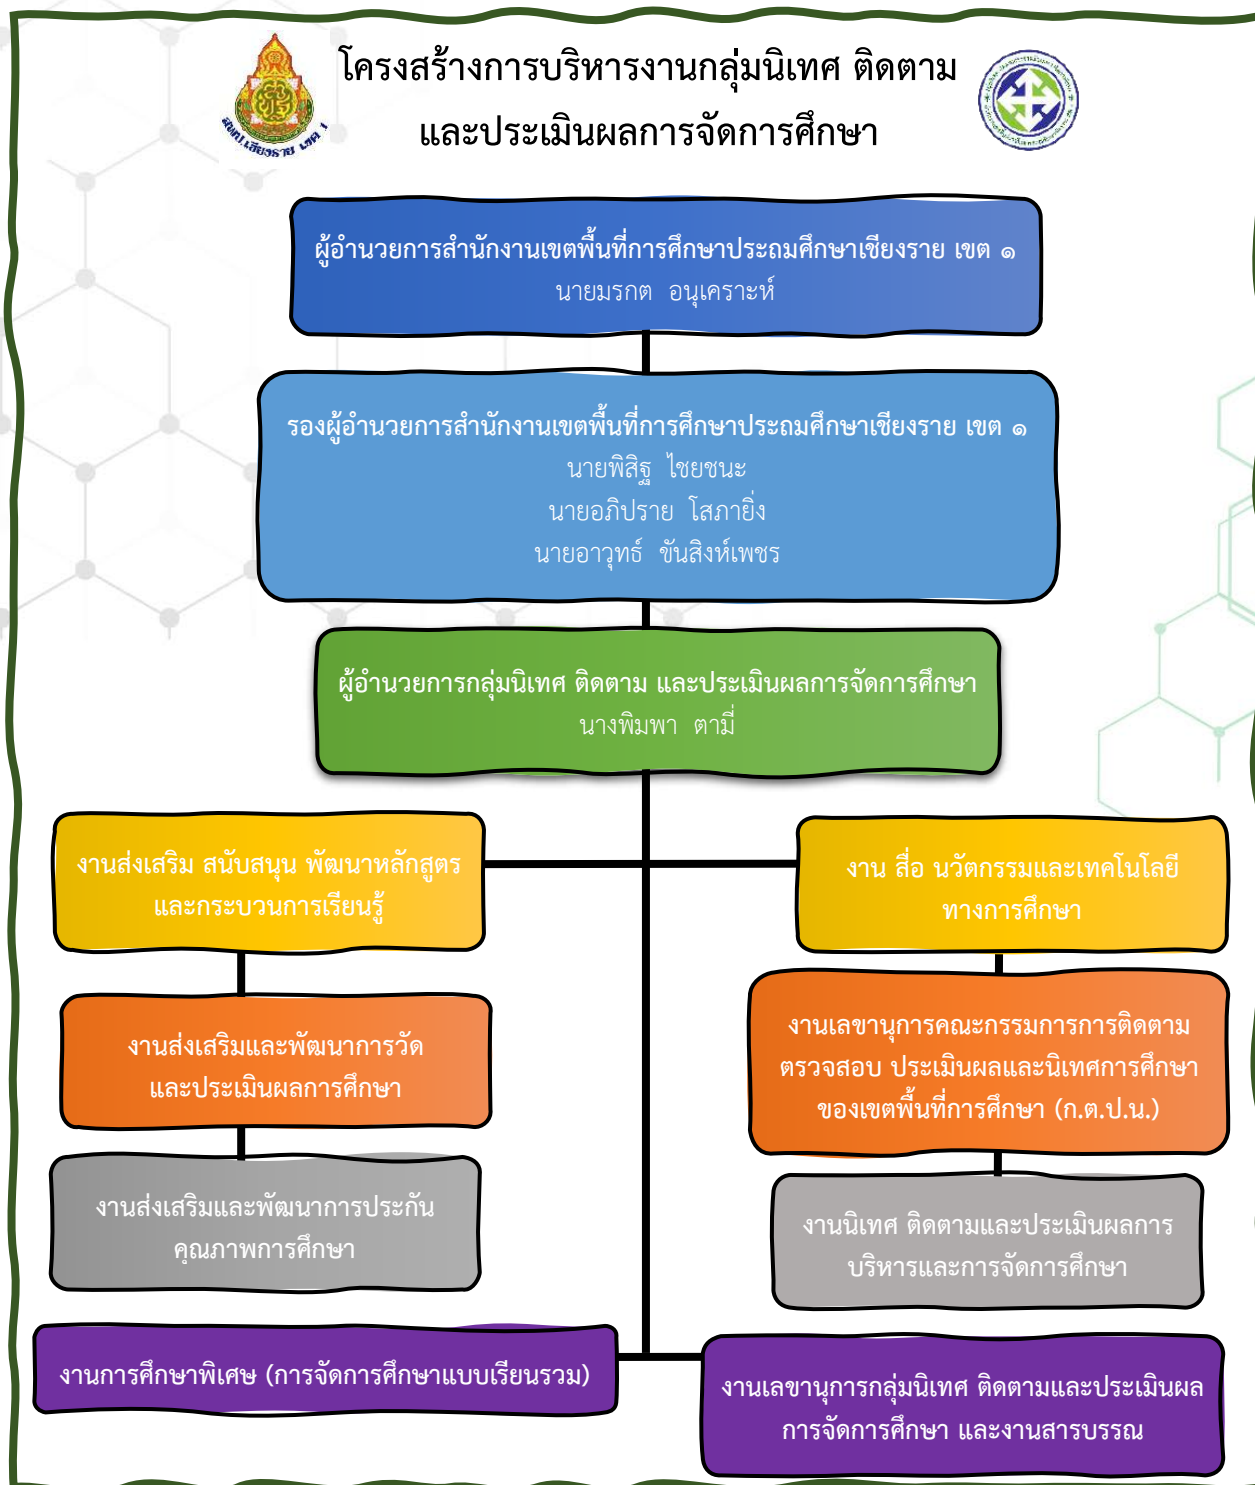 โครงสร้างการบริหารงานกลุ่มนิเทศ ติดตาม
และประเมินผลการจัดการศึกษา
สพป.เชียงราย เขต 1
ผู้อำนวยการสำนักงานเขตพื้นที่การศึกษาประถมศึกษาเชียงราย เขต ๑
นายมรกต อนุเคราะห์
รองผู้อำนวยการสำนักงานเขตพื้นที่การศึกษาประถมศึกษาเชียงราย เขต ๑
นายพิสิฐ ไชยชนะ
นายอภิปราย โสภายิ่ง
นายอาวุทธ์ ขันสิงห์เพชร
ผู้อำนวยการกลุ่มนิเทศ ติดตาม และประเมินผลการจัดการศึกษา
นางพิมพา ตามี่
งานส่งเสริม สนับสนุน พัฒนาหลักสูตร
และกระบวนการเรียนรู้
งาน สื่อ นวัตกรรมและเทคโนโลยี
ทางการศึกษา
งานส่งเสริมและพัฒนาการวัด
และประเมินผลการศึกษา
งานเลขานุการคณะกรรมการการติดตาม
ตรวจสอบ ประเมินผลและนิเทศการศึกษา
ของเขตพื้นที่การศึกษา (ก.ต.ป.น.)
งานส่งเสริมและพัฒนาการประกัน
คุณภาพการศึกษา
งานนิเทศ ติดตามและประเมินผลการ
บริหารและการจัดการศึกษา
งานการศึกษาพิเศษ (การจัดการศึกษาแบบเรียนรวม)
งานเลขานุการกลุ่มนิเทศ ติดตามและประเมินผล
การจัดการศึกษา และงานสารบรรณ